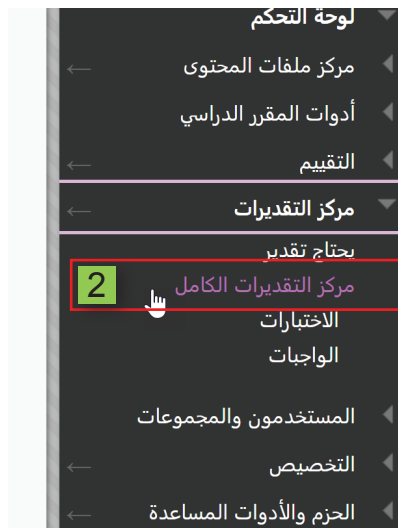 لوحة التحكم
مركز ملفات المحتوى
أدوات المقرر الدراسي
التقييم
مركز التقديرات
يحتاج تقدير
مركز التقديرات الكامل
2
الاختبارات
الواجبات
المستخدمون والمجموعات
التخصيص
الحزم والأدوات المساعدة